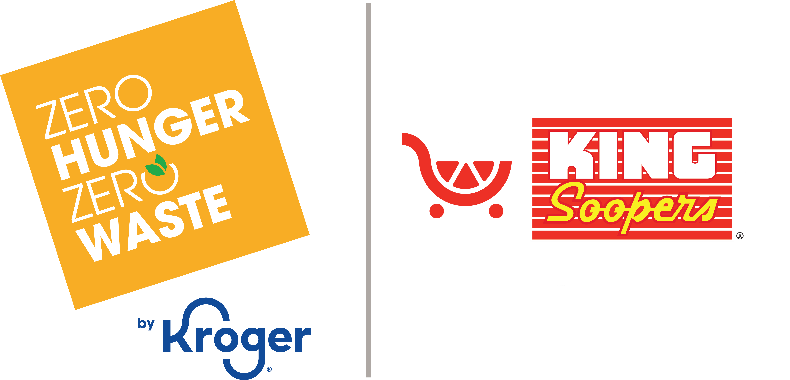 ZERO
HUNGER
ZERO
WASTE
by Kroger®
KING
Soopers®